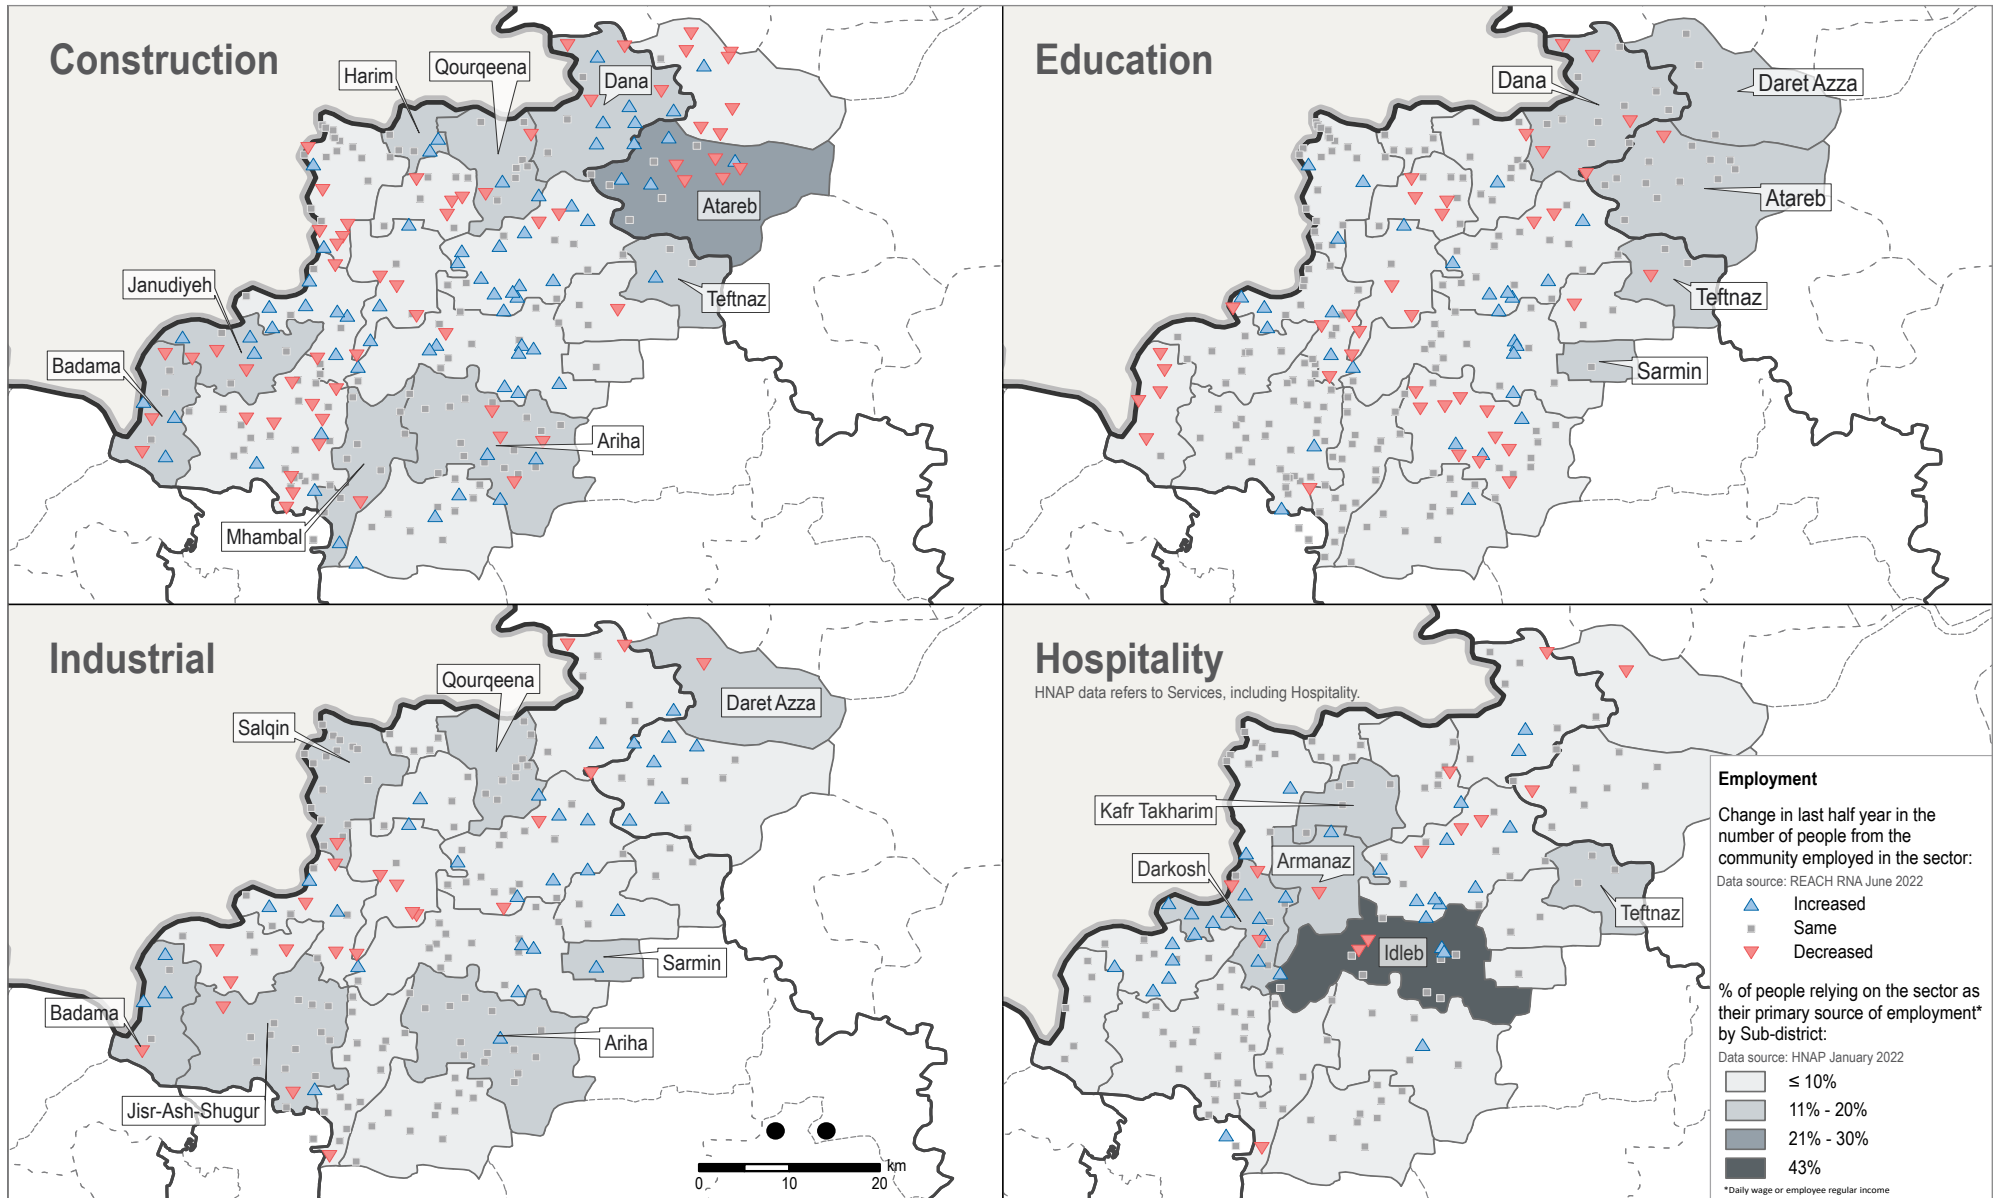 Construction
Harim
Qourqeena
Dana
Atareb
Janudiyeh
Teftnaz
Badama
Ariha
Mhambal
Education
Dana
Daret Azza
Atareb
Teftnaz
Sarmin
Industrial
Qourqeena
Salqin
Daret Azza
Sarmin
Badama
Ariha
Jisr-Ash-Shugur
km
0 10 20
Hospitality
HNAP data refers to Services, including Hospitality.
Kafr Takharim
Darkosh
Armanaz
Teftnaz
Idleb
Employment
Change in last half year in the
number of people from the
community employed in the sector:
Data source: REACH RNA June 2022
Increased
Same
Decreased
% of people relying on the sector as
their primary source of employment*
by Sub-district:
Data source: HNAP January 2022
≤ 10%
11% - 20%
21% - 30%
43%
*Daily wage or employee regular income